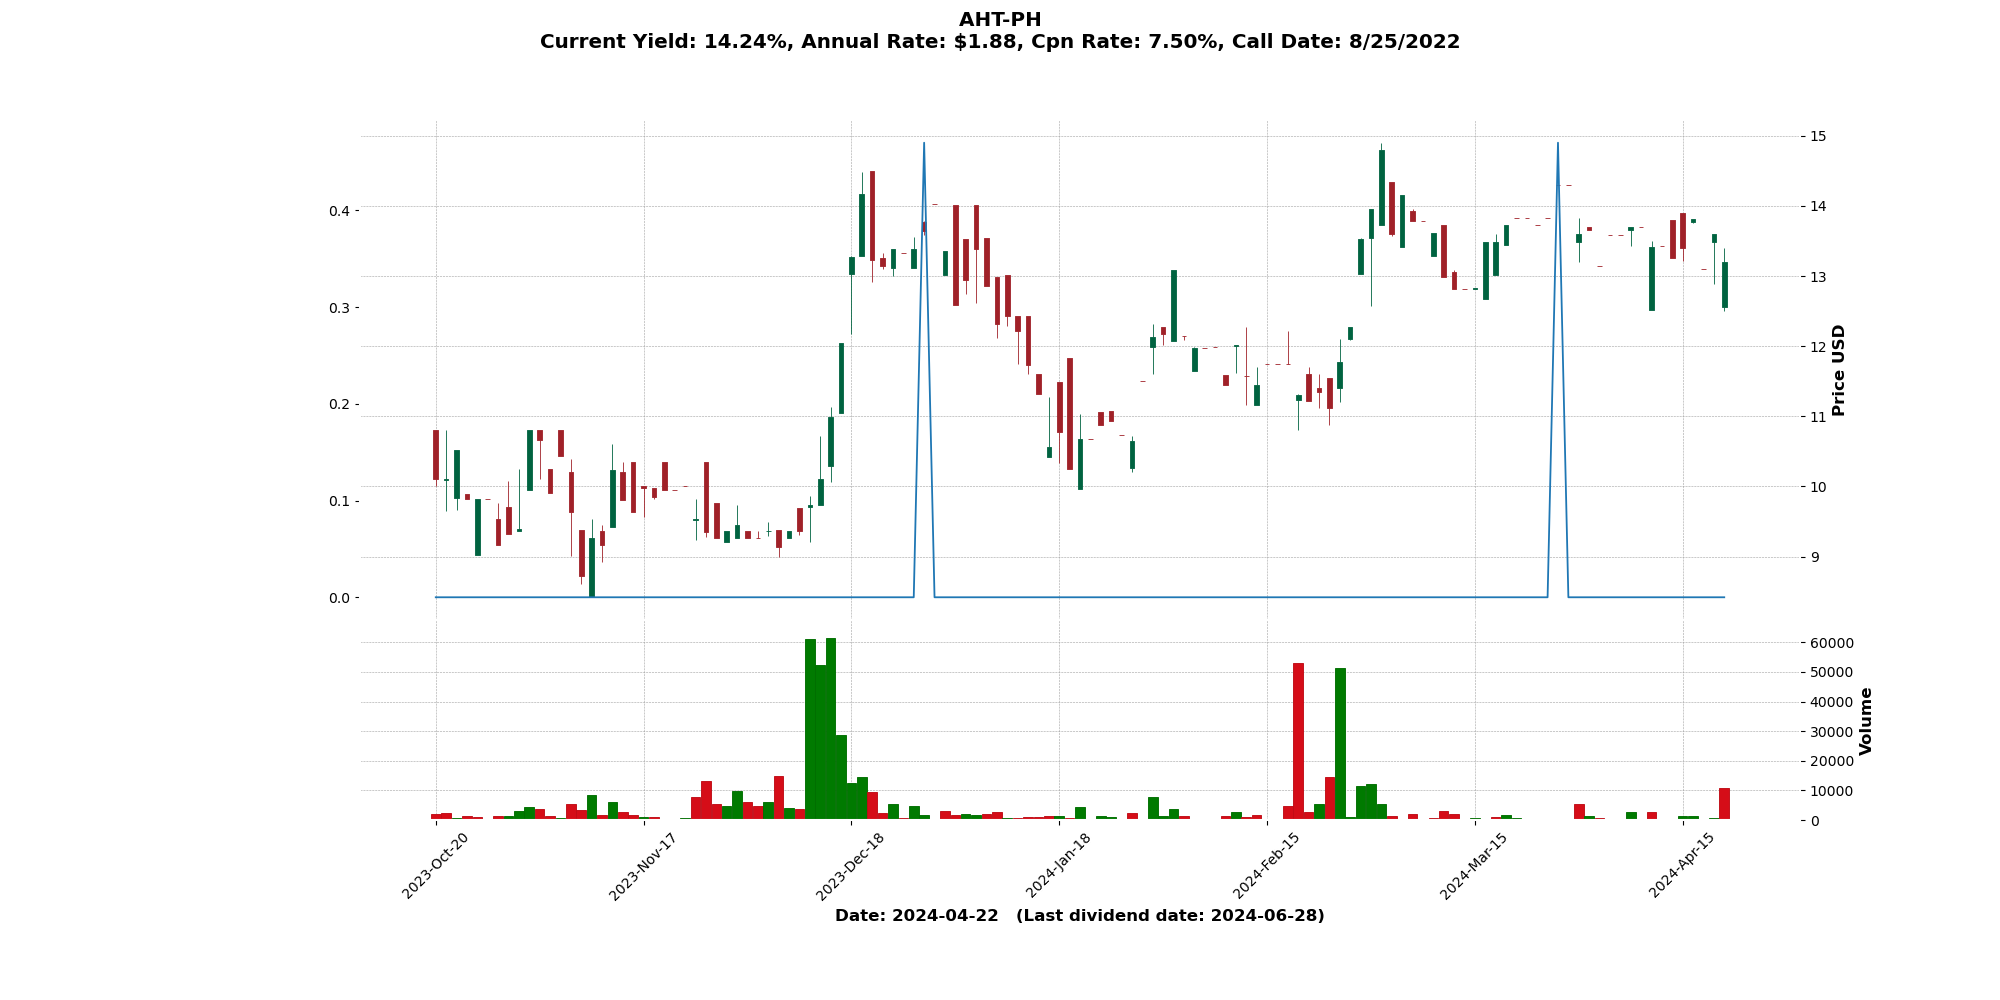 AHT-PH
Current Yield: 14.24%, Annual Rate: $1.88, Cpn Rate: 7.50%, Call Date: 8/25/2022
0.4
0.3
0.2
0.1
0.0
15
14
13
12
11
10
9
Price USD
60000
50000
40000
30000
20000
10000
0
Volume
2023-Oct-20
2023-Nov-17
2023-Dec-18
2024-Jan-18
2024-Feb-15
2024-Mar-15
2024-Apr-15
Date: 2024-04-22 (Last dividend date: 2024-06-28)